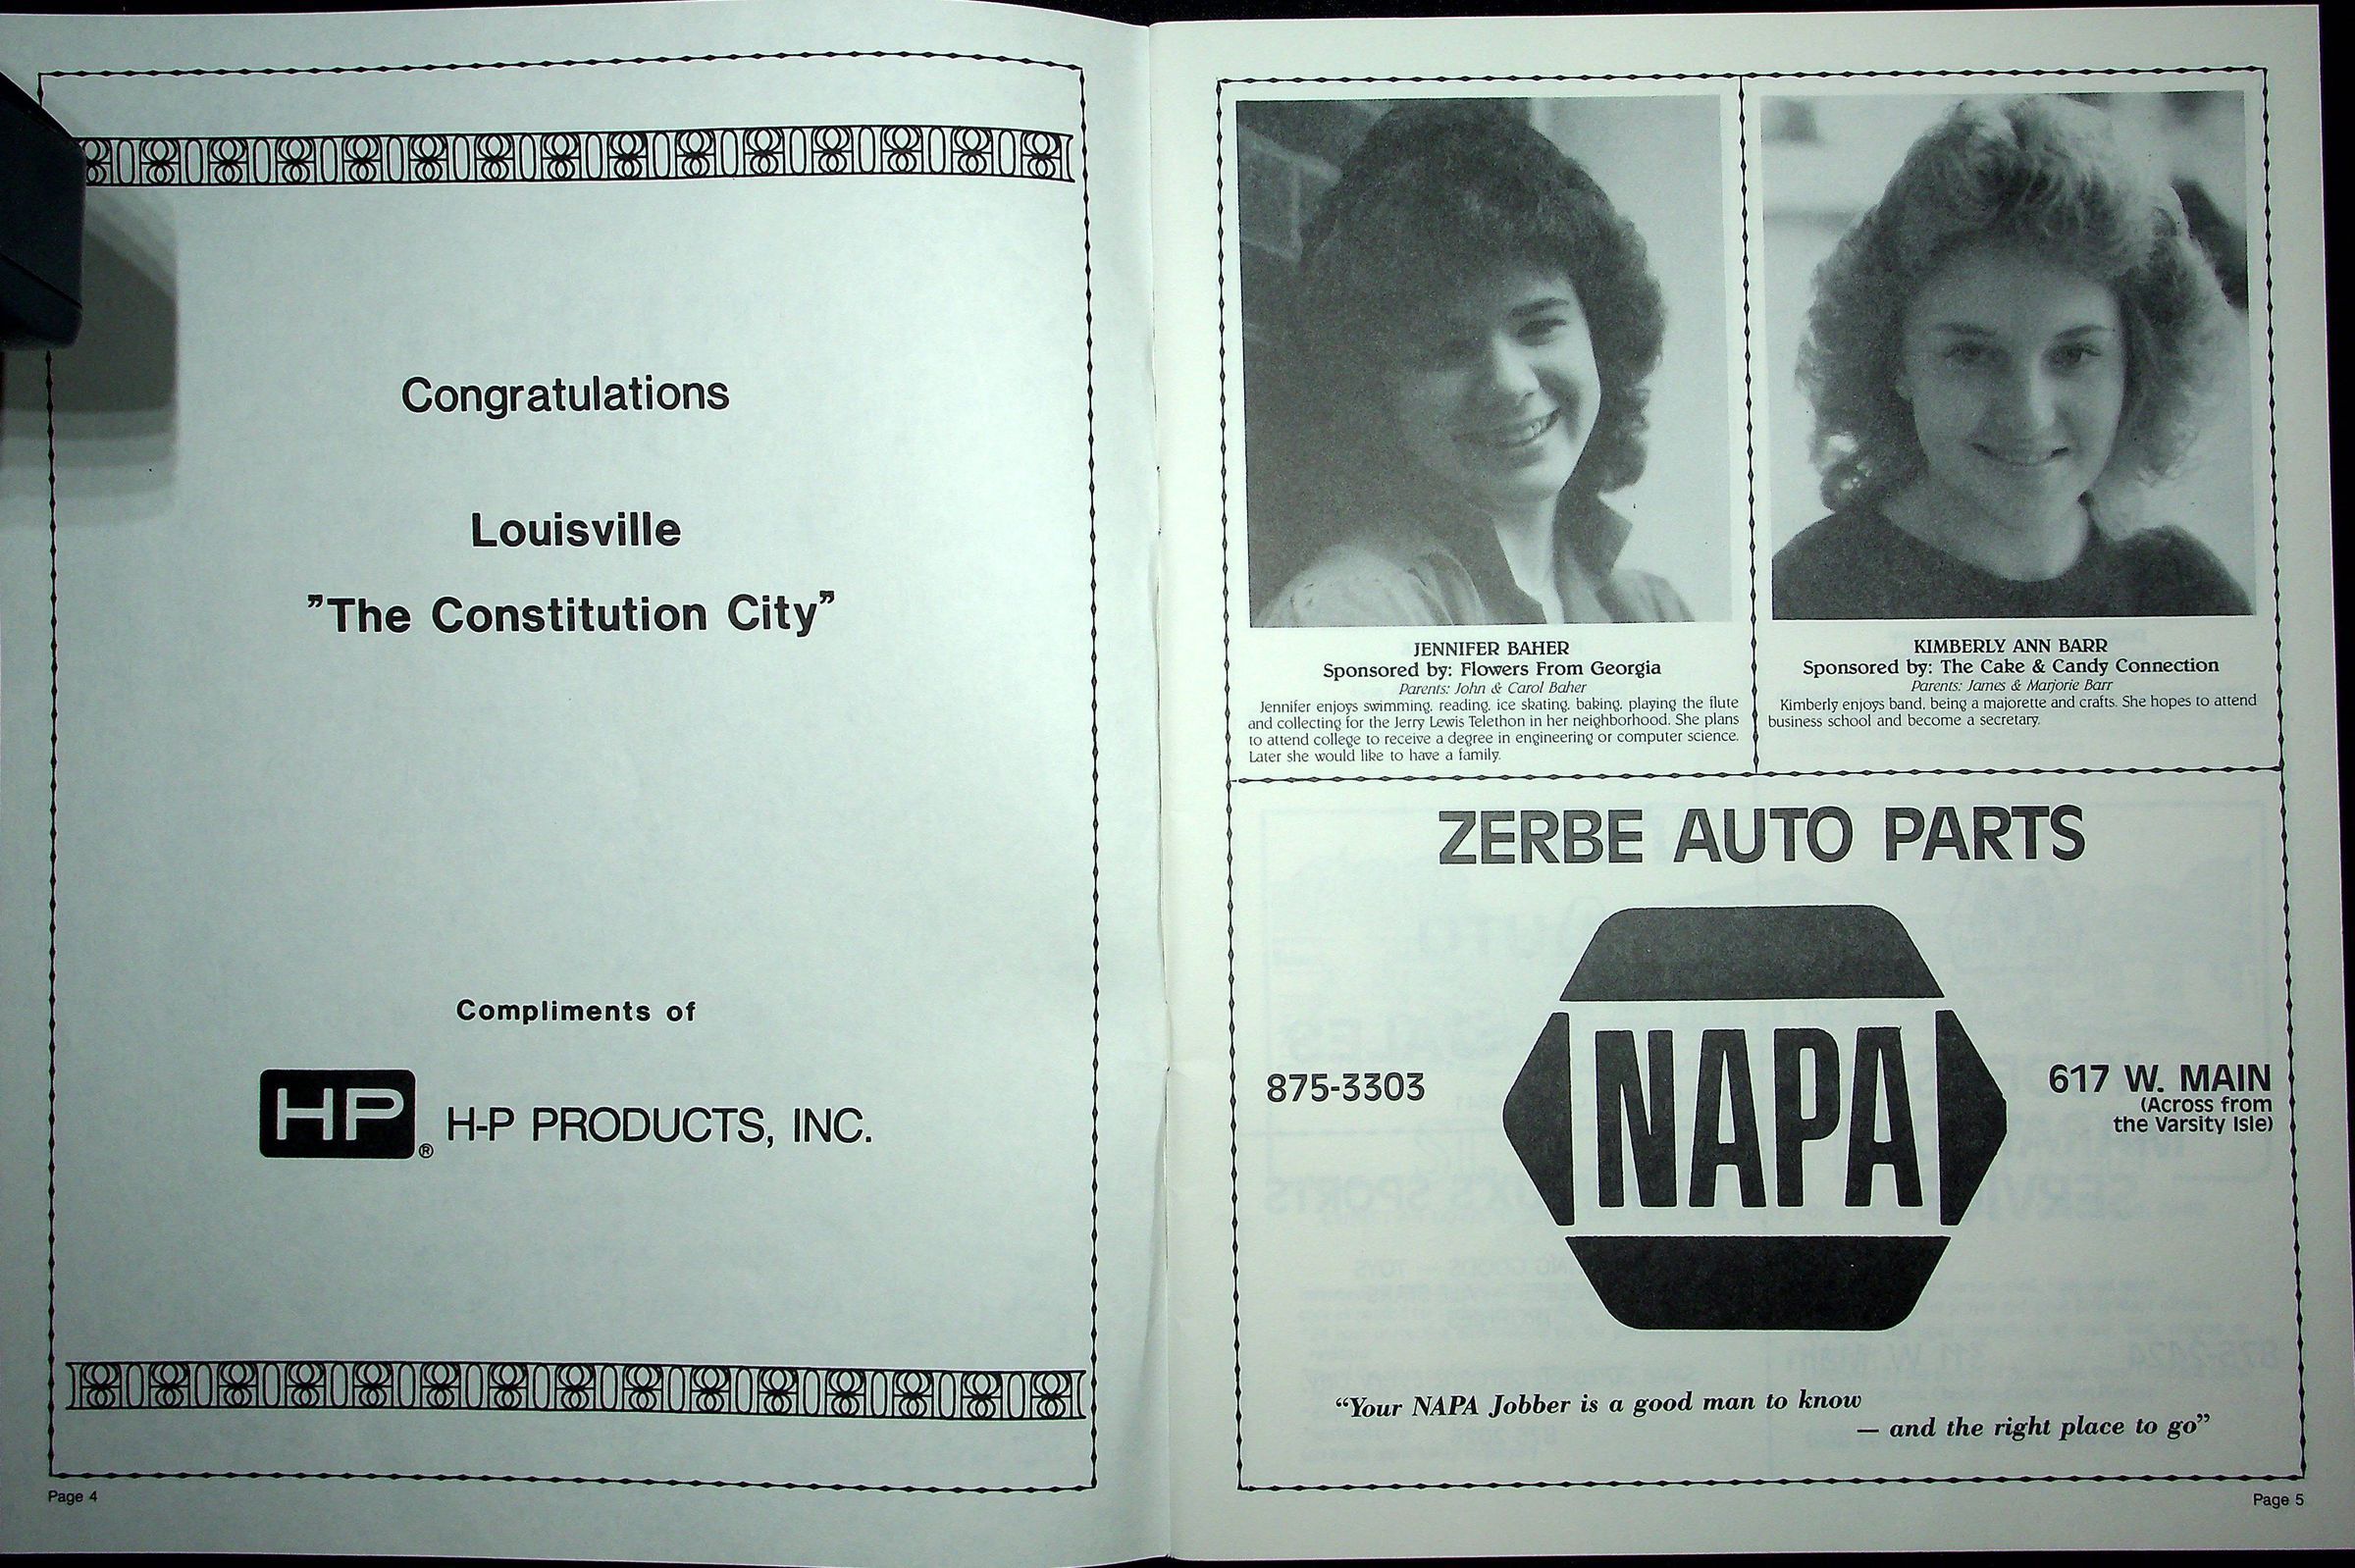 Congratulations
Louisville
"The Constitution City"
Compliments of
HP ® H-P PRODUCTS, INC.
Page 4
JENNIFER BAHER
Sponsored by: Flowers From Georgia
Parents: John & Carol Baher
Jennifer enjoys swimming, reading, ice skating, baking, playing the flute
and collecting for the Jerry Lewis Telethon in her neighborhood. She plans
to attend college to receive a degree in engineering or computer science.
Later she would like to have a family.
KIMBERLY ANN BARR
Sponsored by: The Cake & Candy Connection
Parents: James & Marjorie Barr
Kimberly enjoys band, being a majorette and crafts. She hopes to attend
business school and become a secretary.
ZERBE AUTO PARTS
875-3303
NAPA
617 W. MAIN
(Across from
the Varsity Isle)
“Your NAPA Jobber is a good man to know
— and the right place to go”
Page 5